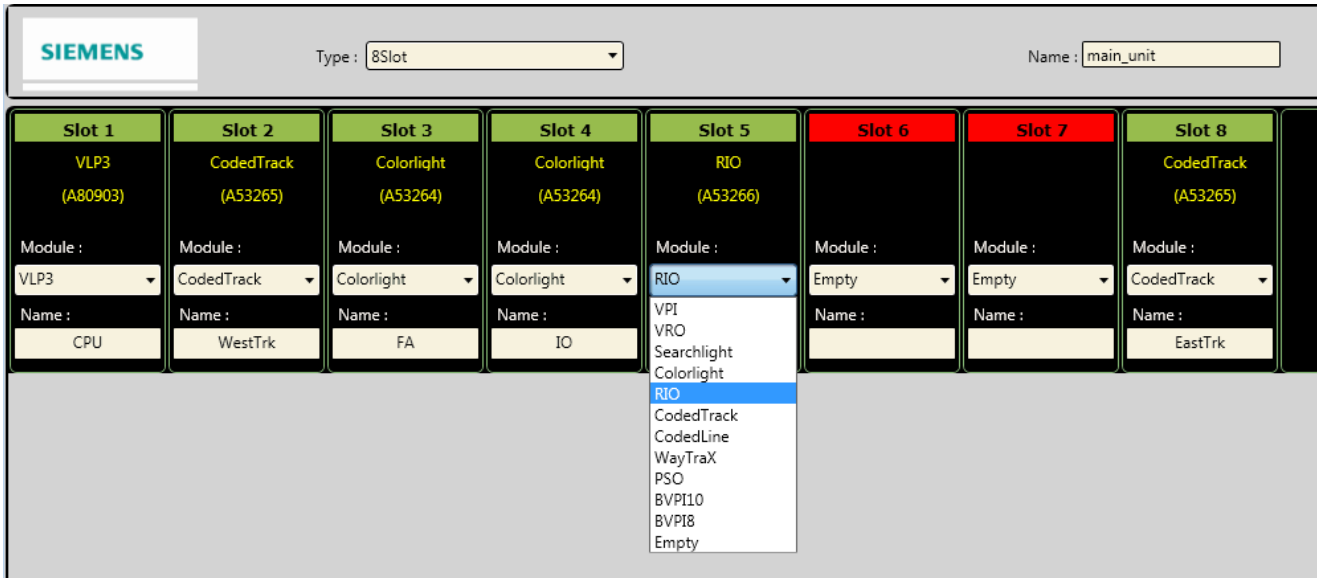 SIEMENS
Type : 8Slot
Name : main_unit
Slot 1 Slot 2 Slot 3 Slot 4 Slot 5 Slot 6 Slot 7 Slot 8
VLP3 CodedTrack Colorlight Colorlight RIO CodedTrack
(A80903) (A53265) (A53264) (A53264) (A53266) (A53265)
Module : Module : Module : Module : Module : Module : Module : Module :
VLP3 CodedTrack Colorlight Colorlight RIO Empty Empty CodedTrack
Name : Name : Name : Name : Name : Name : Name :
CPU WestTrk FA IO EastTrk
VPI
VRO
Searchlight
Colorlight
RIO
CodedTrack
CodedLine
WayTraX
PSO
BVPI10
BVPI8
Empty